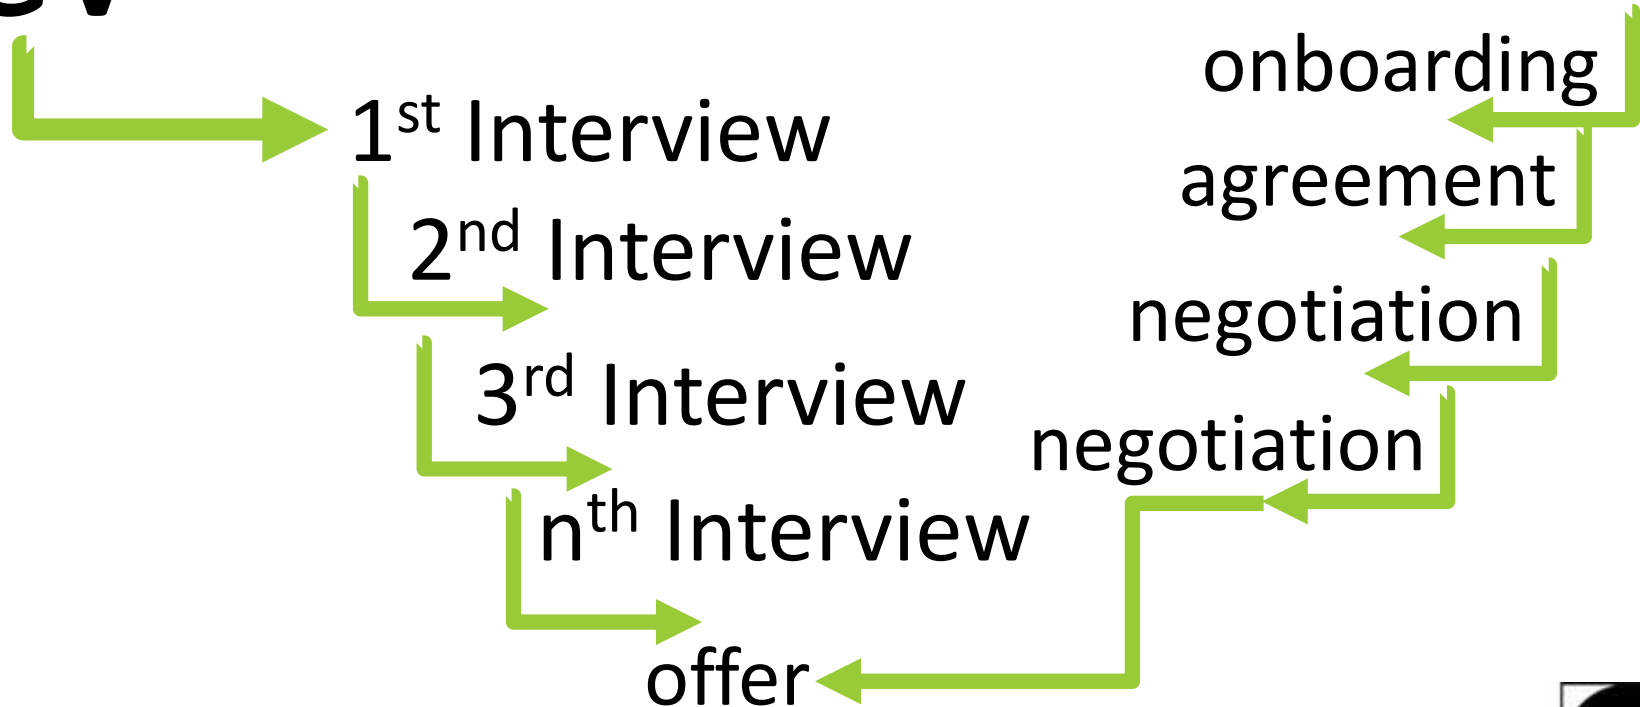 1st Interview
2nd Interview
3rd Interview
nth Interview
offer
onboarding
agreement
negotiation
negotiation